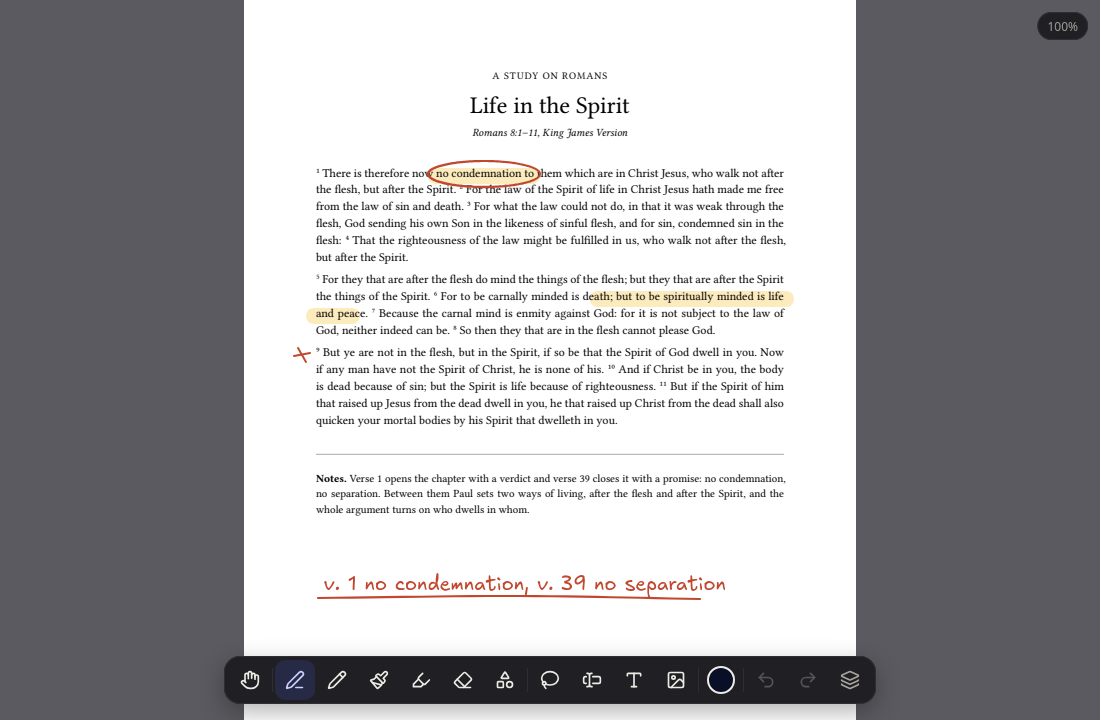 100%
A STUDY ON ROMANS
Life in the Spirit
Romans 8:1–11, King James Version
¹ There is therefore now no condemnation to them which are in Christ Jesus, who walk not after
the flesh, but after the Spirit. ² For the law of the Spirit of life in Christ Jesus hath made me free
from the law of sin and death. ³ For what the law could not do, in that it was weak through the
flesh, God sending his own Son in the likeness of sinful flesh, and for sin, condemned sin in the
flesh: ⁴ That the righteousness of the law might be fulfilled in us, who walk not after the flesh,
but after the Spirit.
⁵ For they that are after the flesh do mind the things of the flesh; but they that are after the Spirit
the things of the Spirit. ⁶ For to be carnally minded is death; but to be spiritually minded is life
and peace. ⁷ Because the carnal mind is enmity against God: for it is not subject to the law of
God, neither indeed can be. ⁸ So then they that are in the flesh cannot please God.
⁹ But ye are not in the flesh, but in the Spirit, if so be that the Spirit of God dwell in you. Now
if any man have not the Spirit of Christ, he is none of his. ¹⁰ And if Christ be in you, the body
is dead because of sin; but the Spirit is life because of righteousness. ¹¹ But if the Spirit of him
that raised up Jesus from the dead dwell in you, he that raised up Christ from the dead shall also
quicken your mortal bodies by his Spirit that dwelleth in you.
Notes. Verse 1 opens the chapter with a verdict and verse 39 closes it with a promise: no condemnation,
no separation. Between them Paul sets two ways of living, after the flesh and after the Spirit, and the
whole argument turns on who dwells in whom.
v. 1 no condemnation, v. 39 no separation